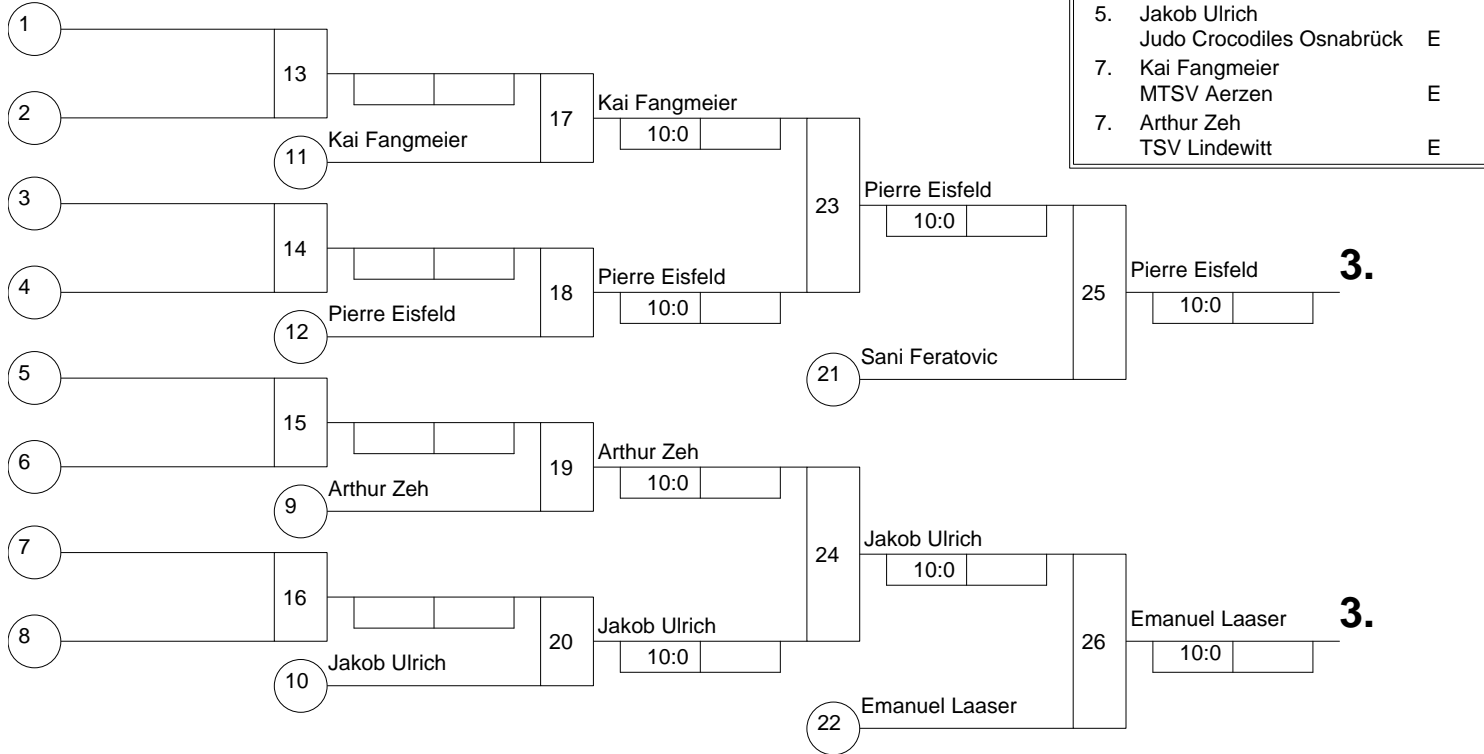 5. Jakob Ulrich
Judo Crocodiles Osnabrück E
7. Kai Fangmeier
MTSV Aerzen E
7. Arthur Zeh
TSV Lindewitt E
1
13
2
17
Kai Fangmeier
10:0
11
Kai Fangmeier
3
14
4
18
Pierre Eisfeld
10:0
12
Pierre Eisfeld
23
Pierre Eisfeld
10:0
25
Pierre Eisfeld
10:0
3.
21
Sani Feratovic
5
15
6
19
Arthur Zeh
10:0
9
Arthur Zeh
7
16
8
20
Jakob Ulrich
10:0
10
Jakob Ulrich
24
Jakob Ulrich
10:0
26
Emanuel Laaser
10:0
3.
22
Emanuel Laaser